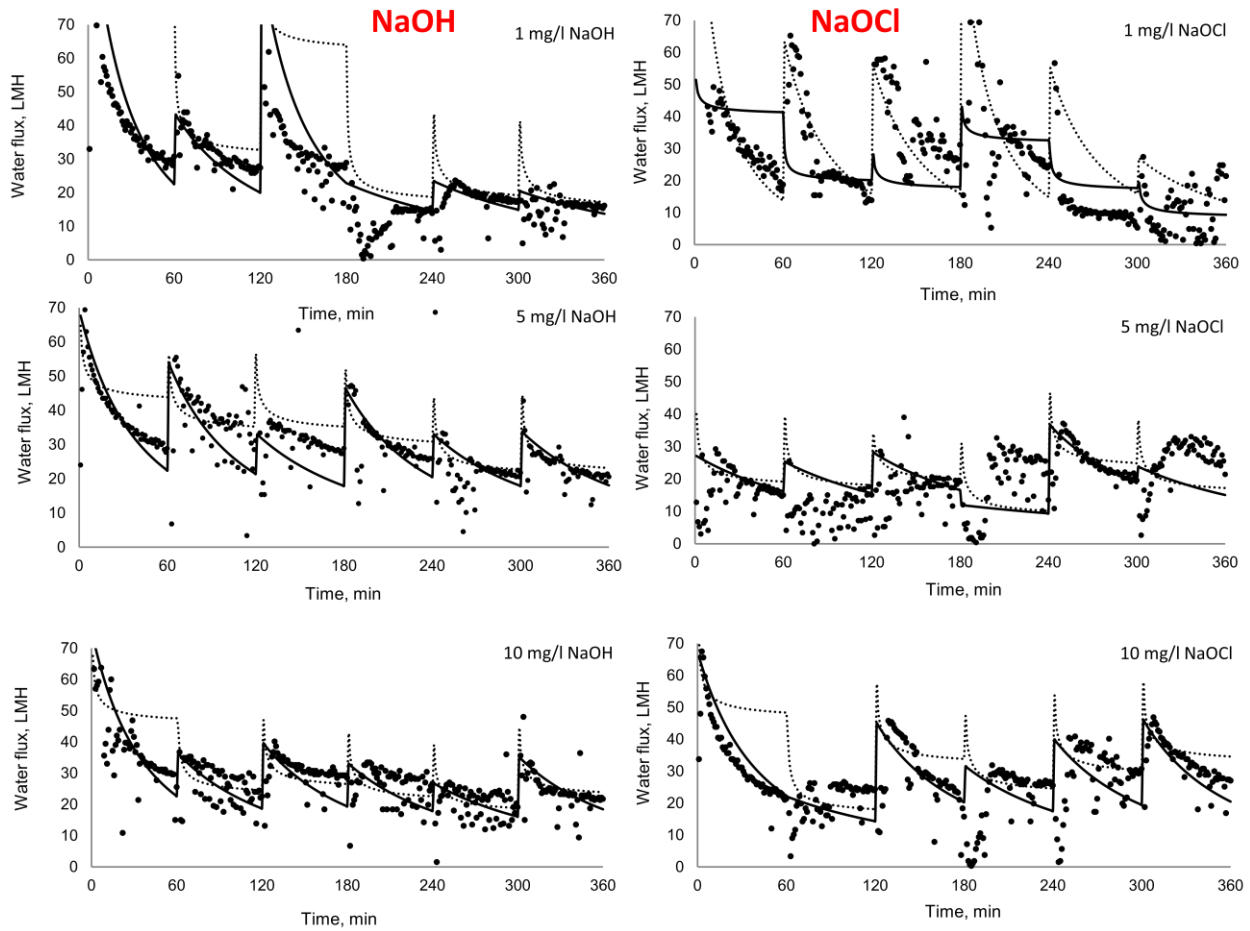 NaOH
NaOCl
1 mg/l NaOH
Water flux, LMH
70
60
50
40
30
20
10
0
0 60 120 180 240 300 360
Time, min
1 mg/l NaOCl
Water flux, LMH
70
60
50
40
30
20
10
0
0 60 120 180 240 300 360
Time, min
5 mg/l NaOH
Water flux, LMH
70
60
50
40
30
20
10
0
0 60 120 180 240 300 360
Time, min
5 mg/l NaOCl
Water flux, LMH
70
60
50
40
30
20
10
0
0 60 120 180 240 300 360
Time, min
10 mg/l NaOH
Water flux, LMH
70
60
50
40
30
20
10
0
0 60 120 180 240 300 360
Time, min
10 mg/l NaOCl
Water flux, LMH
70
60
50
40
30
20
10
0
0 60 120 180 240 300 360
Time, min